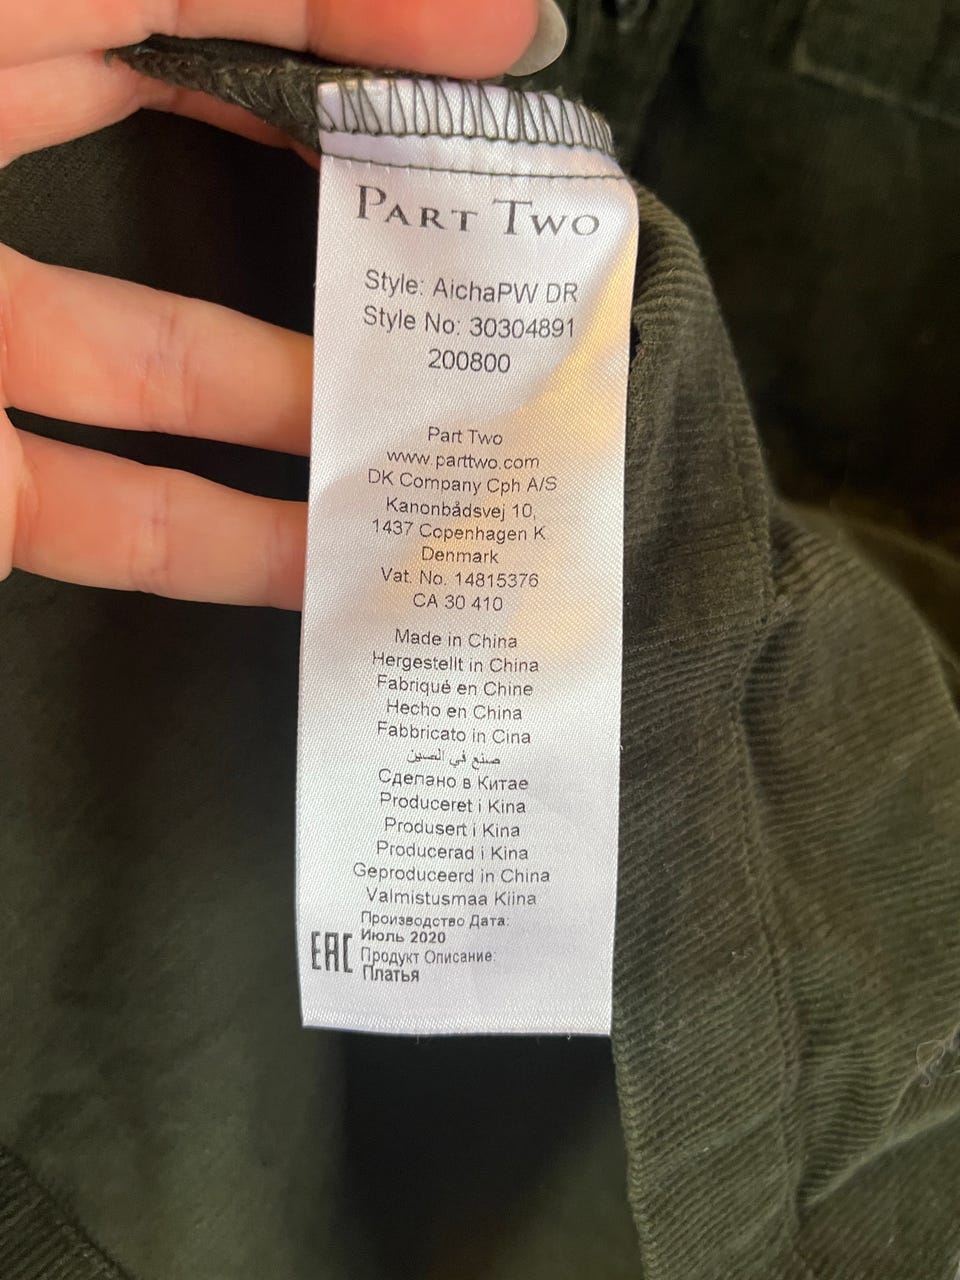 PART TWO
Style: AichaPW DR
Style No: 30304891
200800
Part Two
www.parttwo.com
DK Company Cph A/S
Kanonbådsvej 10,
1437 Copenhagen K
Denmark
Vat. No. 14815376
CA 30 410
Made in China
Hergestellt in China
Fabriqué en Chine
Hecho en China
Fabbricato in Cina
صنع في الصين
Сделано в Китае
Produceret i Kina
Produsert i Kina
Producerad i Kina
Geproduceerd in China
Valmistusmaa Kiina
Производство Дата:
Июль 2020
EAC Продукт Описание:
Платья